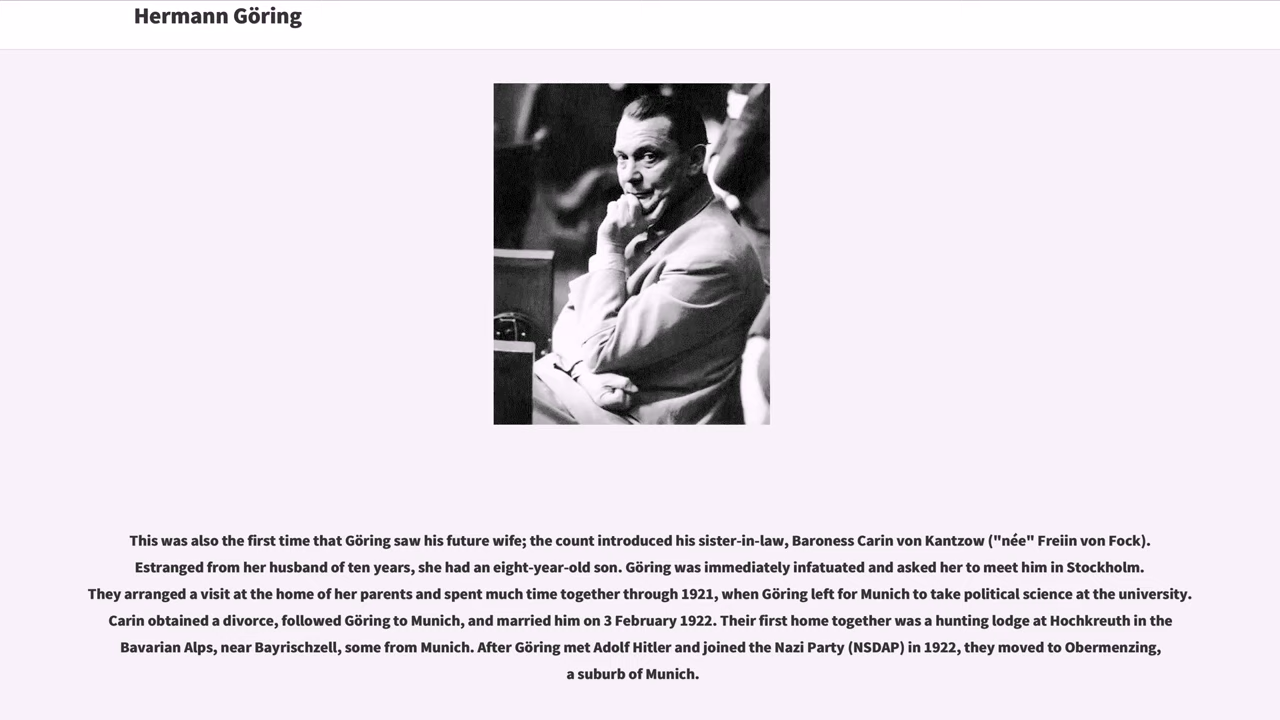 Hermann Göring
This was also the first time that Göring saw his future wife; the count introduced his sister-in-law, Baroness Carin von Kantzow ("née" Freiin von Fock).
Estranged from her husband of ten years, she had an eight-year-old son. Göring was immediately infatuated and asked her to meet him in Stockholm.
They arranged a visit at the home of her parents and spent much time together through 1921, when Göring left for Munich to take political science at the university.
Carin obtained a divorce, followed Göring to Munich, and married him on 3 February 1922. Their first home together was a hunting lodge at Hochkreuth in the
Bavarian Alps, near Bayrischzell, some from Munich. After Göring met Adolf Hitler and joined the Nazi Party (NSDAP) in 1922, they moved to Obermenzing,
a suburb of Munich.